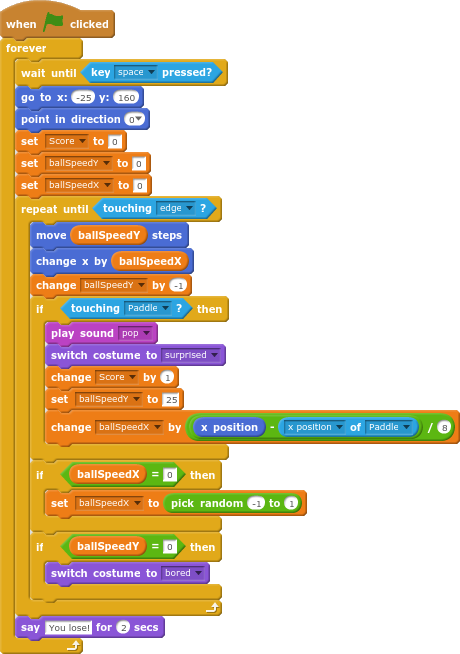 when clicked
forever
wait until key space pressed?
go to x: -25 y: 160
point in direction 0
set Score to 0
set ballSpeedY to 0
set ballSpeedX to 0
repeat until touching edge ?
move ballSpeedY steps
change x by ballSpeedX
change ballSpeedY by -1
if touching Paddle ? then
play sound pop
switch costume to surprised
change Score by 1
set ballSpeedY to 25
change ballSpeedX by x position - x position of Paddle / 8
if ballSpeedX = 0 then
set ballSpeedX to pick random -1 to 1
if ballSpeedY = 0 then
switch costume to bored
say You lose! for 2 secs